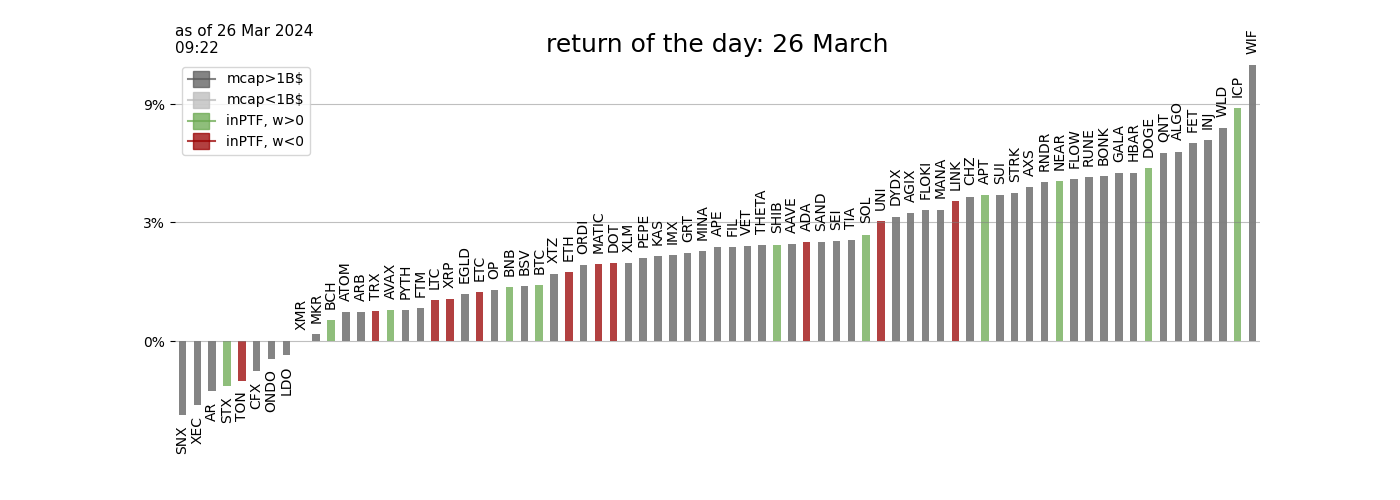 as of 26 Mar 2024
09:22
return of the day: 26 March
mcap>1B$
mcap<1B$
inPTF, w>0
inPTF, w<0
9%
3%
0%
SNX
XEC
AR
STX
TON
CFX
ONDO
LDO
XMR
MKR
BCH
ATOM
ARB
TRX
AVAX
PYTH
FTM
LTC
XRP
EGLD
ETC
OP
BNB
BSV
BTC
XTZ
ETH
ORDI
MATIC
DOT
XLM
PEPE
KAS
IMX
GRT
MINA
APE
FIL
VET
THETA
SHIB
AAVE
ADA
SAND
SEI
TIA
SOL
UNI
DYDX
AGIX
FLOKI
MANA
LINK
CHZ
APT
SUI
STRK
AXS
RNDR
NEAR
FLOW
RUNE
BONK
GALA
HBAR
DOGE
QNT
ALGO
FET
INJ
WLD
ICP
WIF